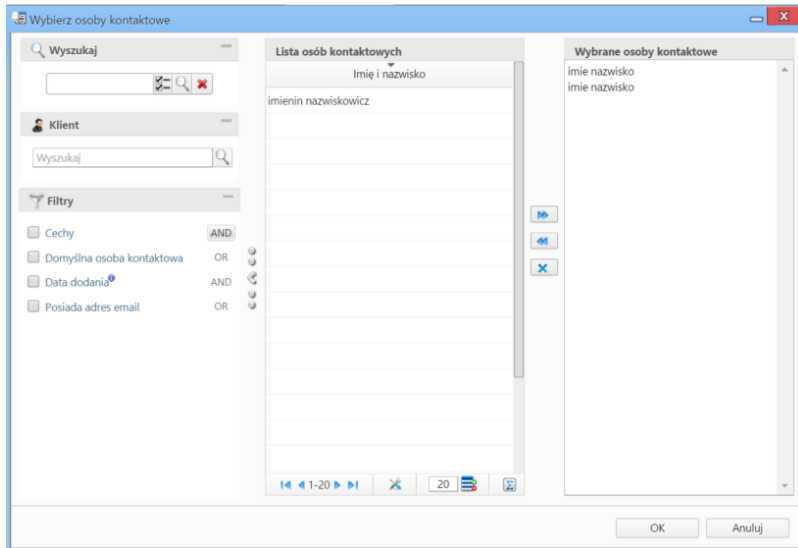 Wybierz osoby kontaktowe
Wyszukaj
Klient
Wyszukaj
Filtry
Cechy AND
Domyślna osoba kontaktowa OR
Data dodania AND
Posiada adres email OR
Lista osób kontaktowych
Imię i nazwisko
imienin nazwiskowicz
1-20
20
Wybrane osoby kontaktowe
imie nazwisko
imie nazwisko
OK Anuluj